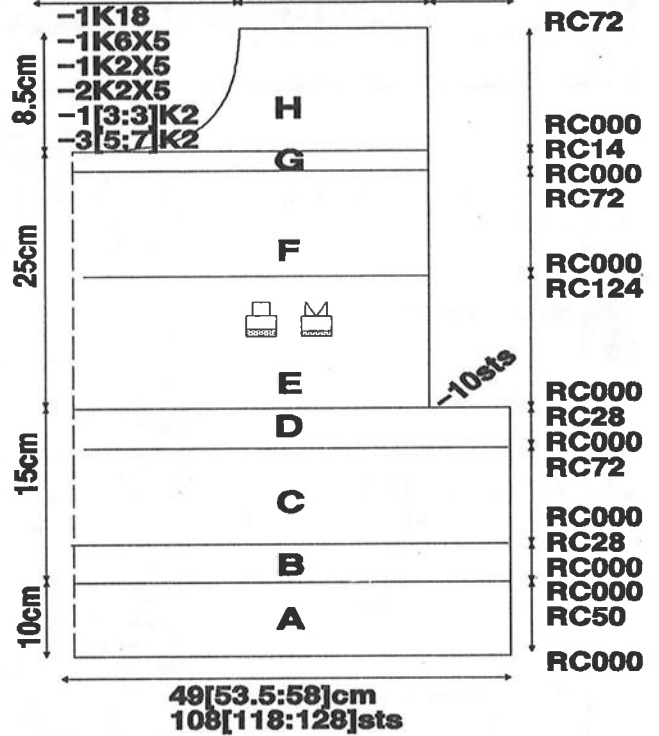 -1K18
-1K6X5
-1K2X5
-2K2X5
-1[3:3]K2
-3[5:7]K2
8.5cm
25cm
15cm
10cm
H
G
F
E
D
C
B
A
-10sts
RC72
RC000
RC14
RC000
RC72
RC000
RC124
RC000
RC28
RC000
RC72
RC000
RC28
RC000
RC000
RC50
RC000
49[53.5:58]cm
108[118:128]sts